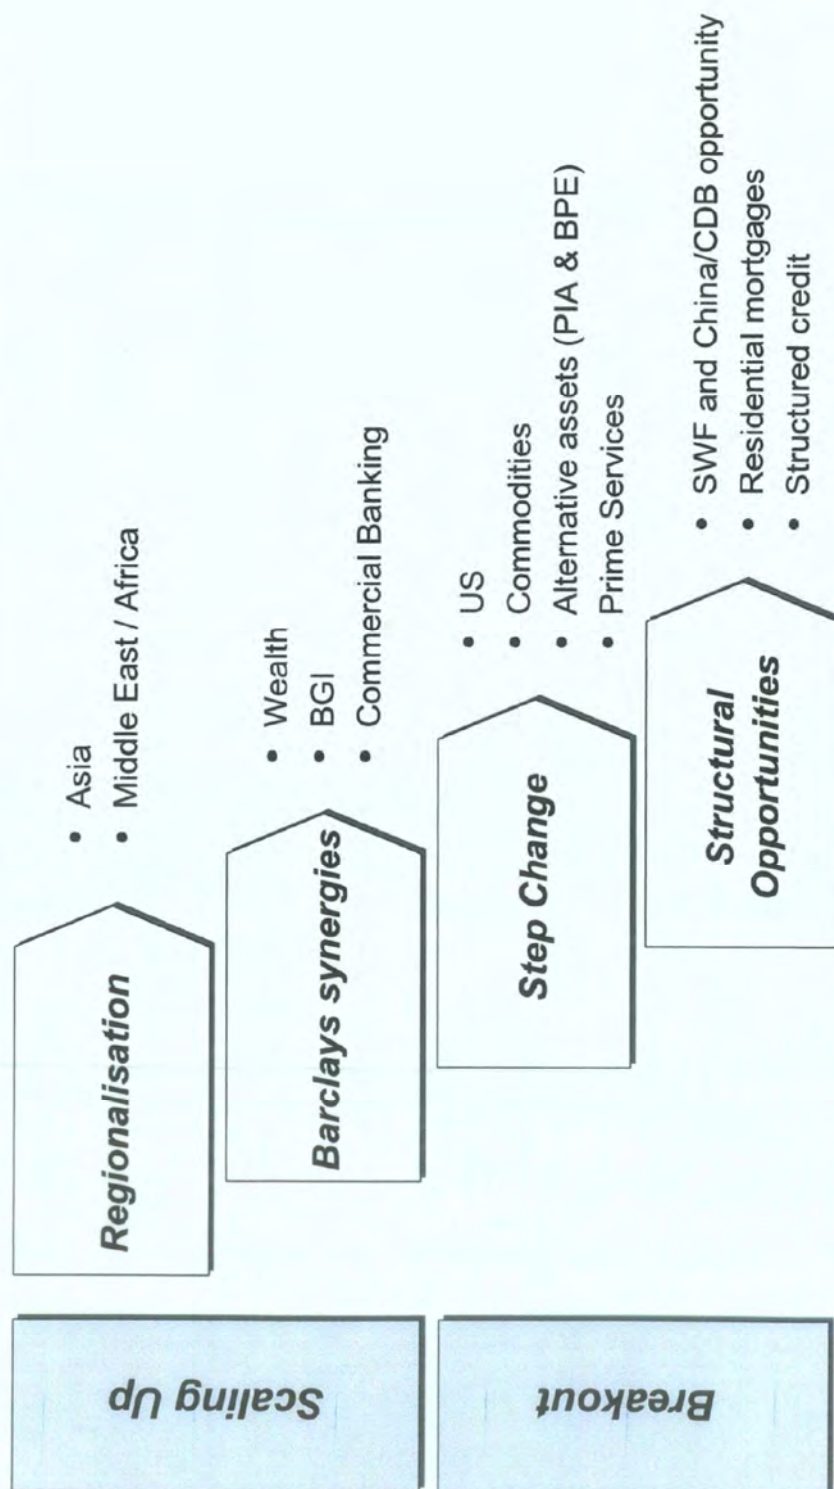 Scaling Up
Regionalisation
• Asia
• Middle East / Africa
Barclays synergies
• Wealth
• BGI
• Commercial Banking
Breakout
Step Change
• US
• Commodities
• Alternative assets (PIA & BPE)
• Prime Services
Structural
Opportunities
• SWF and China/CDB opportunity
• Residential mortgages
• Structured credit